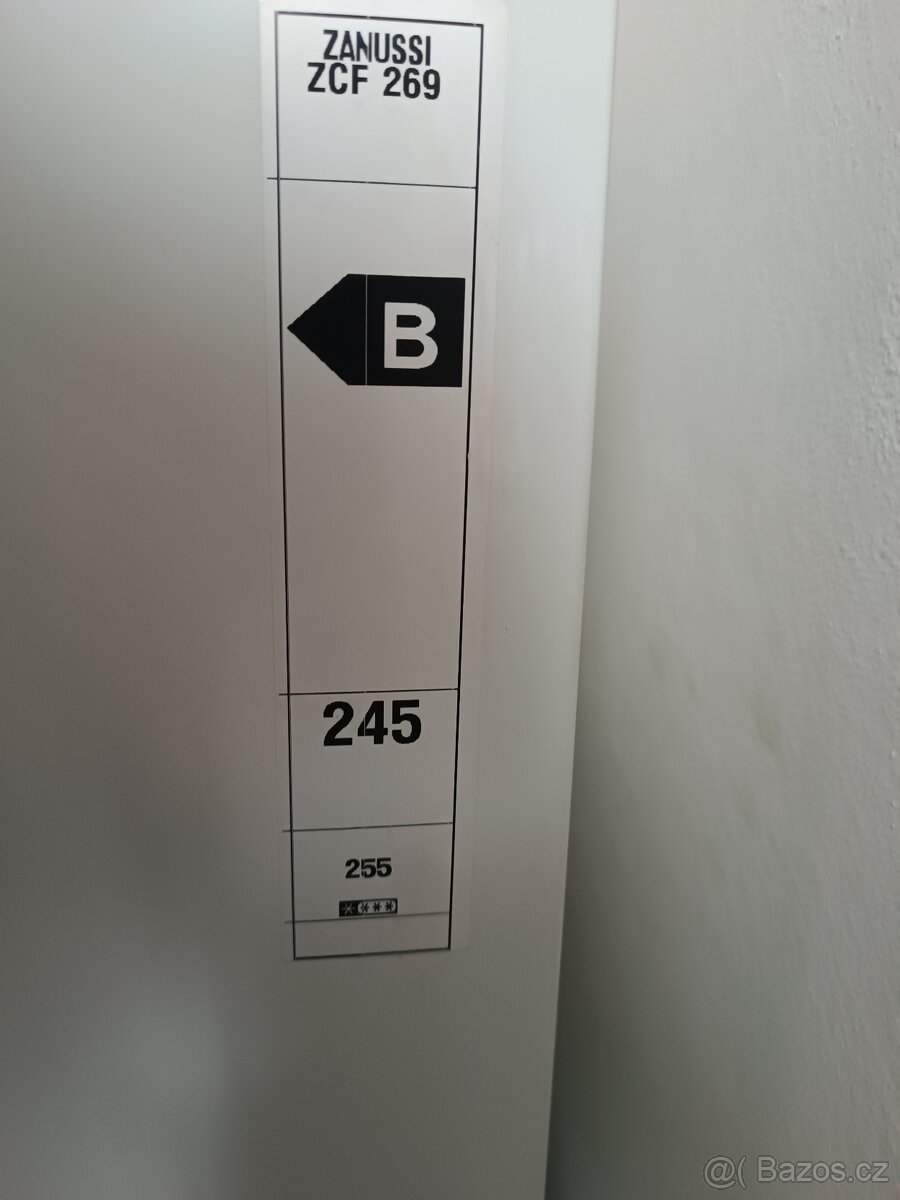 ZANUSSI
ZCF 269
B
245
255
****
@( Bazos.cz